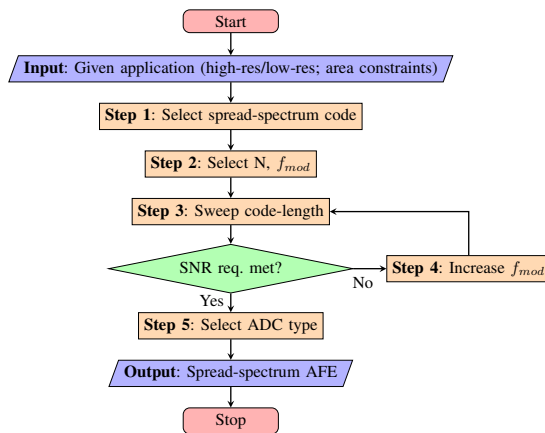 Start
Input: Given application (high-res/low-res; area constraints)
Step 1: Select spread-spectrum code
Step 2: Select N, f_mod
Step 3: Sweep code-length
SNR req. met?
No
Step 4: Increase f_mod
Yes
Step 5: Select ADC type
Output: Spread-spectrum AFE
Stop